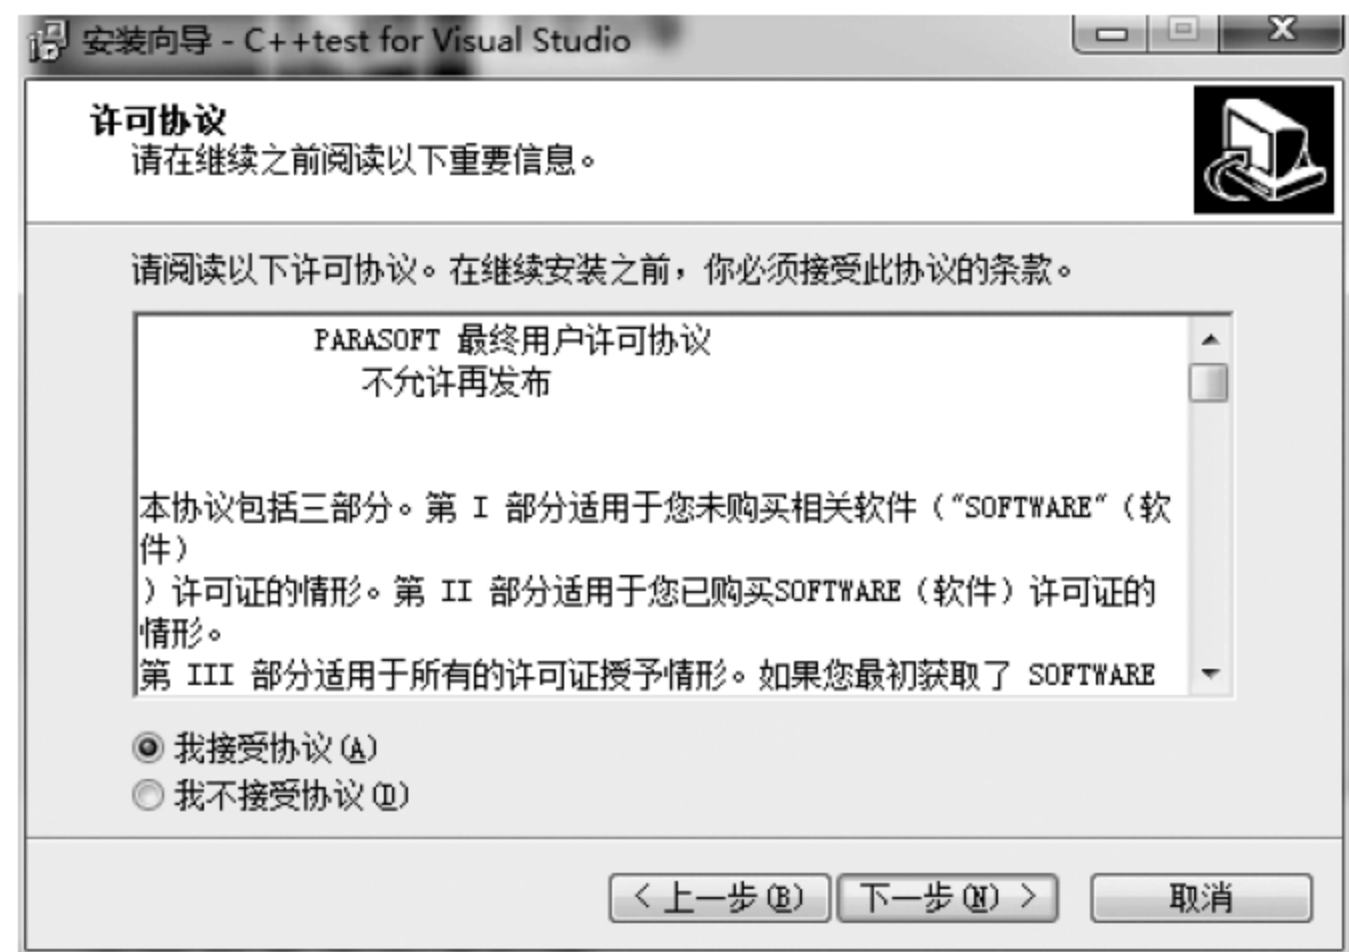 安装向导 - C++test for Visual Studio
许可协议
请在继续之前阅读以下重要信息。
请阅读以下许可协议。在继续安装之前，你必须接受此协议的条款。
PARASOFT 最终用户许可协议
不允许再发布
本协议包括三部分。第 I 部分适用于您未购买相关软件（"SOFTWARE"（软
件）
）许可证的情形。第 II 部分适用于您已购买SOFTWARE（软件）许可证的
情形。
第 III 部分适用于所有的许可证授予情形。如果您最初获取了 SOFTWARE
我接受协议(A)
我不接受协议(D)
< 上一步(B)
下一步(N) >
取消